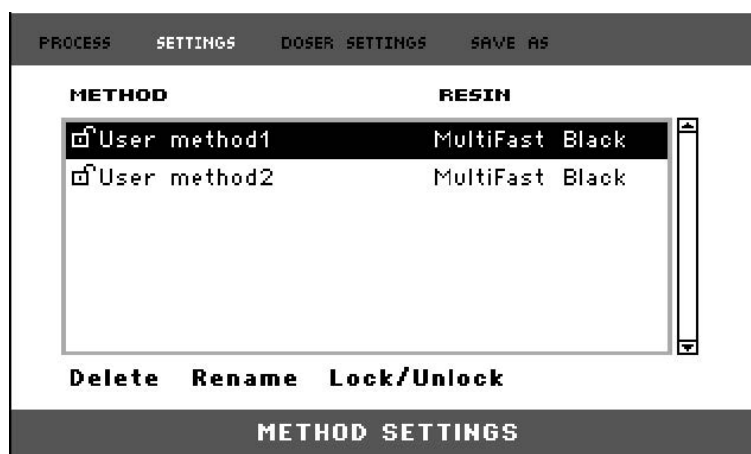 PROCESS SETTINGS DOSER SETTINGS SAVE AS
METHOD RESIN
User method1 MultiFast Black
User method2 MultiFast Black
Delete Rename Lock/Unlock
METHOD SETTINGS